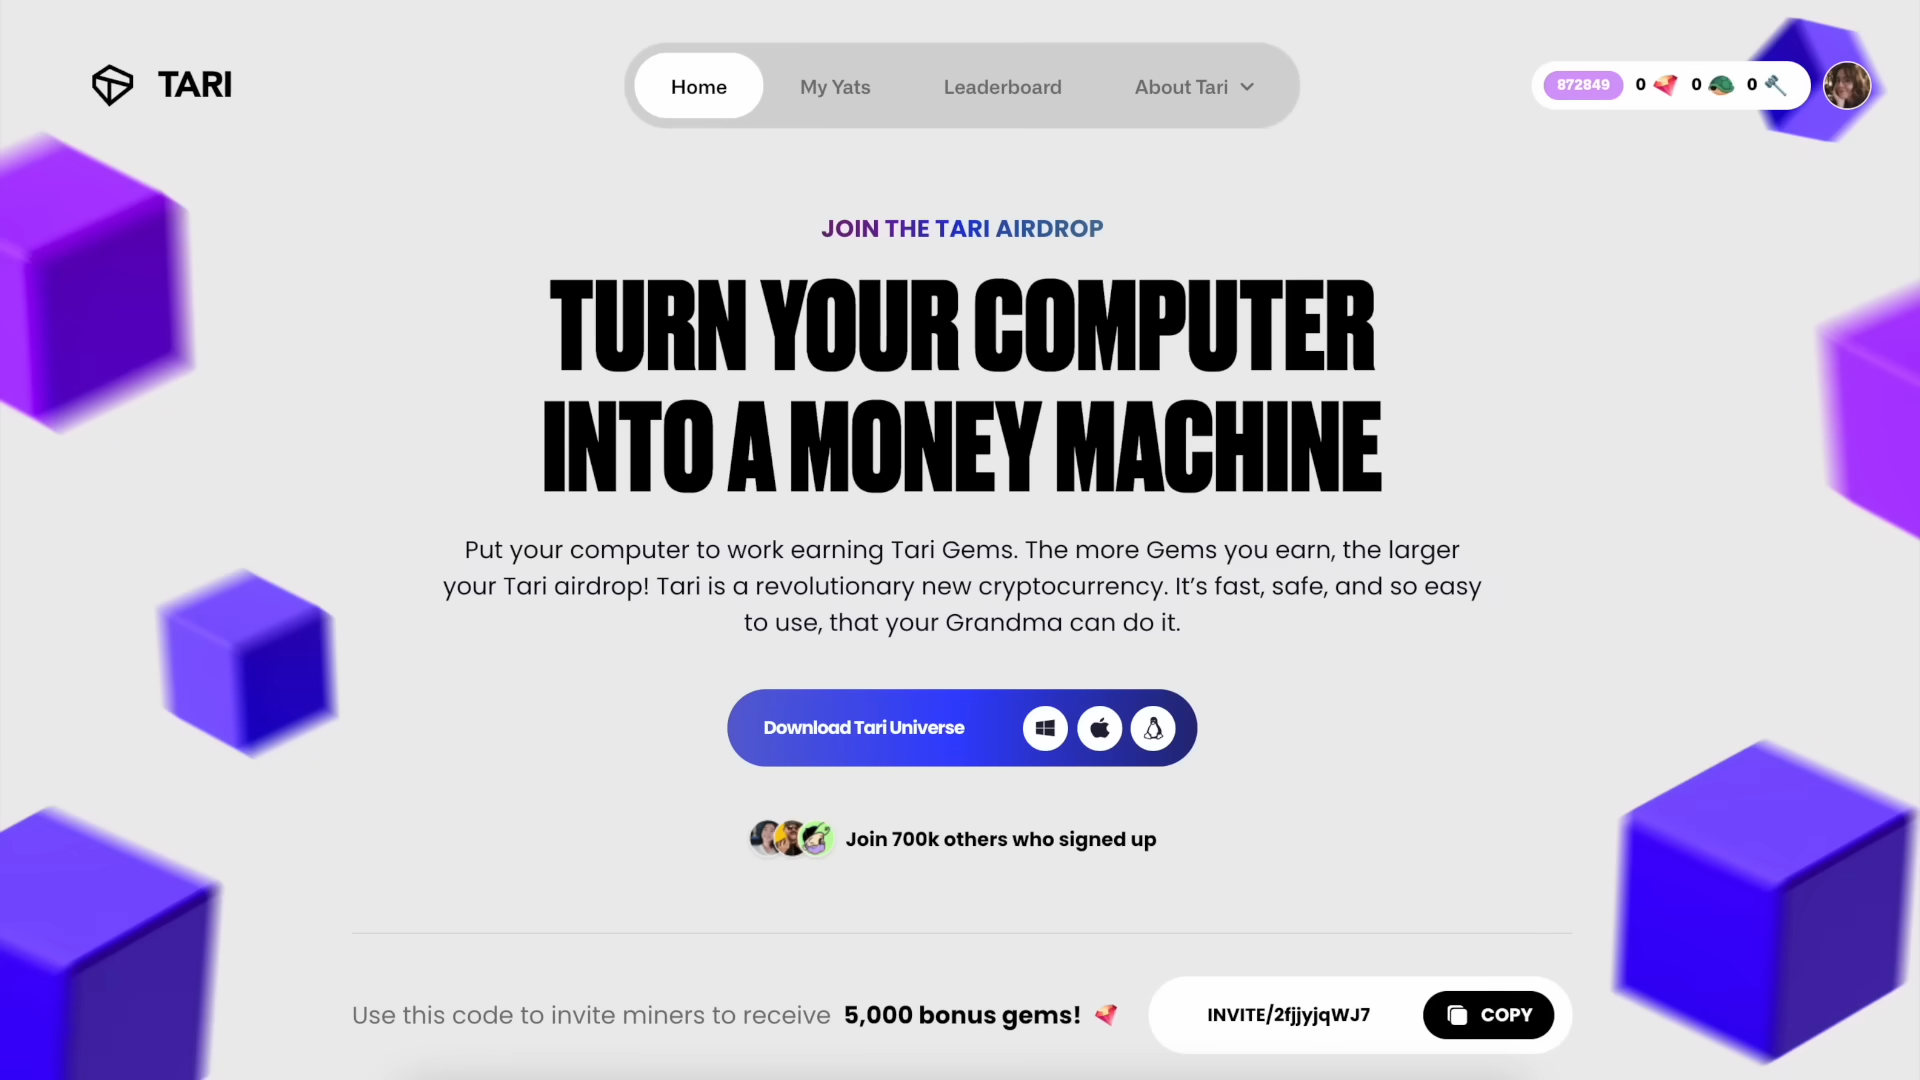 TARI
Home
My Yats
Leaderboard
About Tari
872849
0
0
0
JOIN THE TARI AIRDROP
TURN YOUR COMPUTER
INTO A MONEY MACHINE
Put your computer to work earning Tari Gems. The more Gems you earn, the larger
your Tari airdrop! Tari is a revolutionary new cryptocurrency. It’s fast, safe, and so easy
to use, that your Grandma can do it.
Download Tari Universe
Join 700k others who signed up
Use this code to invite miners to receive 5,000 bonus gems!
INVITE/2fjjyjqWJ7
COPY